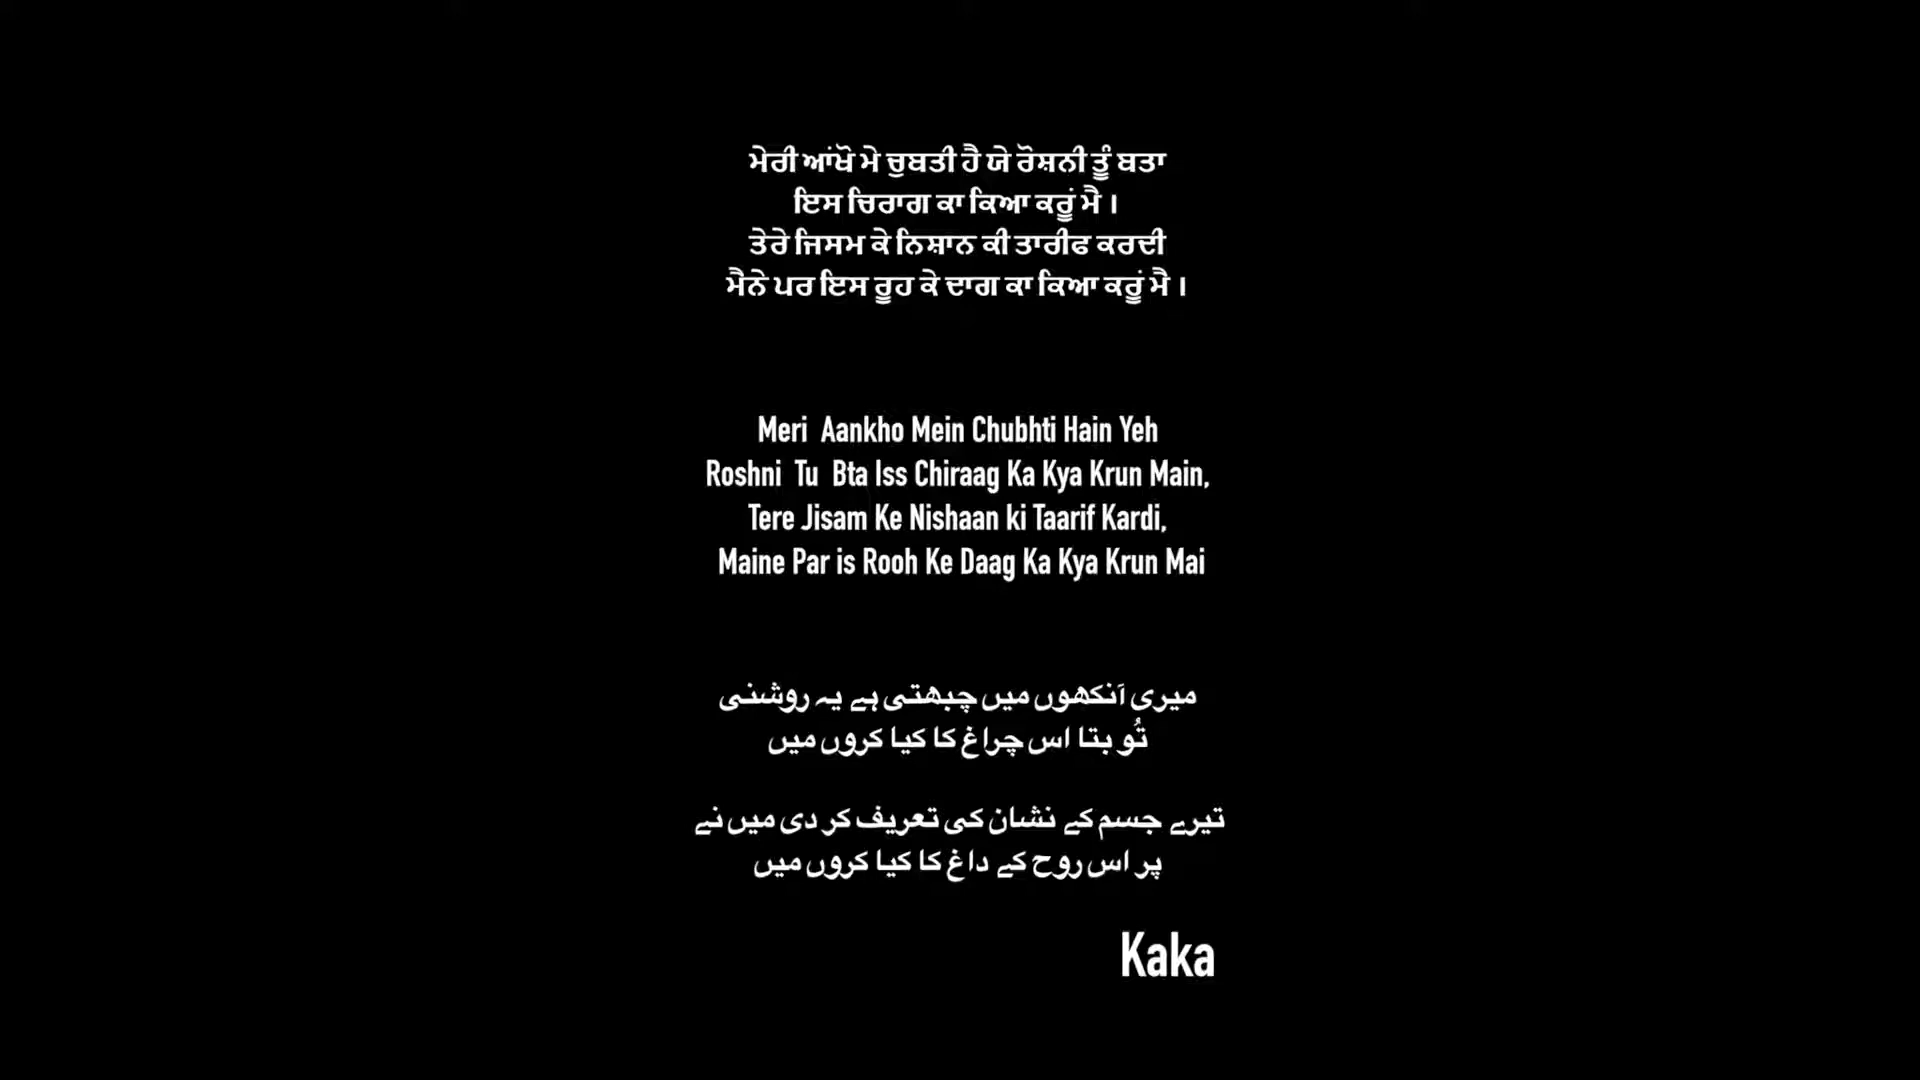 ਮੇਰੀ ਆਂਖੋ ਮੇ ਚੁਬਤੀ ਹੈ ਯੇ ਰੋਸ਼ਨੀ ਤੂੰ ਬਤਾ
ਇਸ ਚਿਰਾਗ ਕਾ ਕਿਆ ਕਰੂੰ ਮੈ ।
ਤੇਰੇ ਜਿਸਮ ਕੇ ਨਿਸ਼ਾਨ ਕੀ ਤਾਰੀਫ ਕਰਦੀ
ਮੈਨੇ ਪਰ ਇਸ ਰੂਹ ਕੇ ਦਾਗ ਕਾ ਕਿਆ ਕਰੂੰ ਮੈ ।
Meri Aankho Mein Chubhti Hain Yeh
Roshni Tu Bta Iss Chiraag Ka Kya Krun Main,
Tere Jisam Ke Nishaan ki Taarif Kardi,
Maine Par is Rooh Ke Daag Ka Kya Krun Mai
میری آنکھوں میں چبھتی ہے یہ روشنی
تُو بتا اس چراغ کا کیا کروں میں
تیرے جسم کے نشان کی تعریف کر دی میں نے
پر اس روح کے داغ کا کیا کروں میں
Kaka